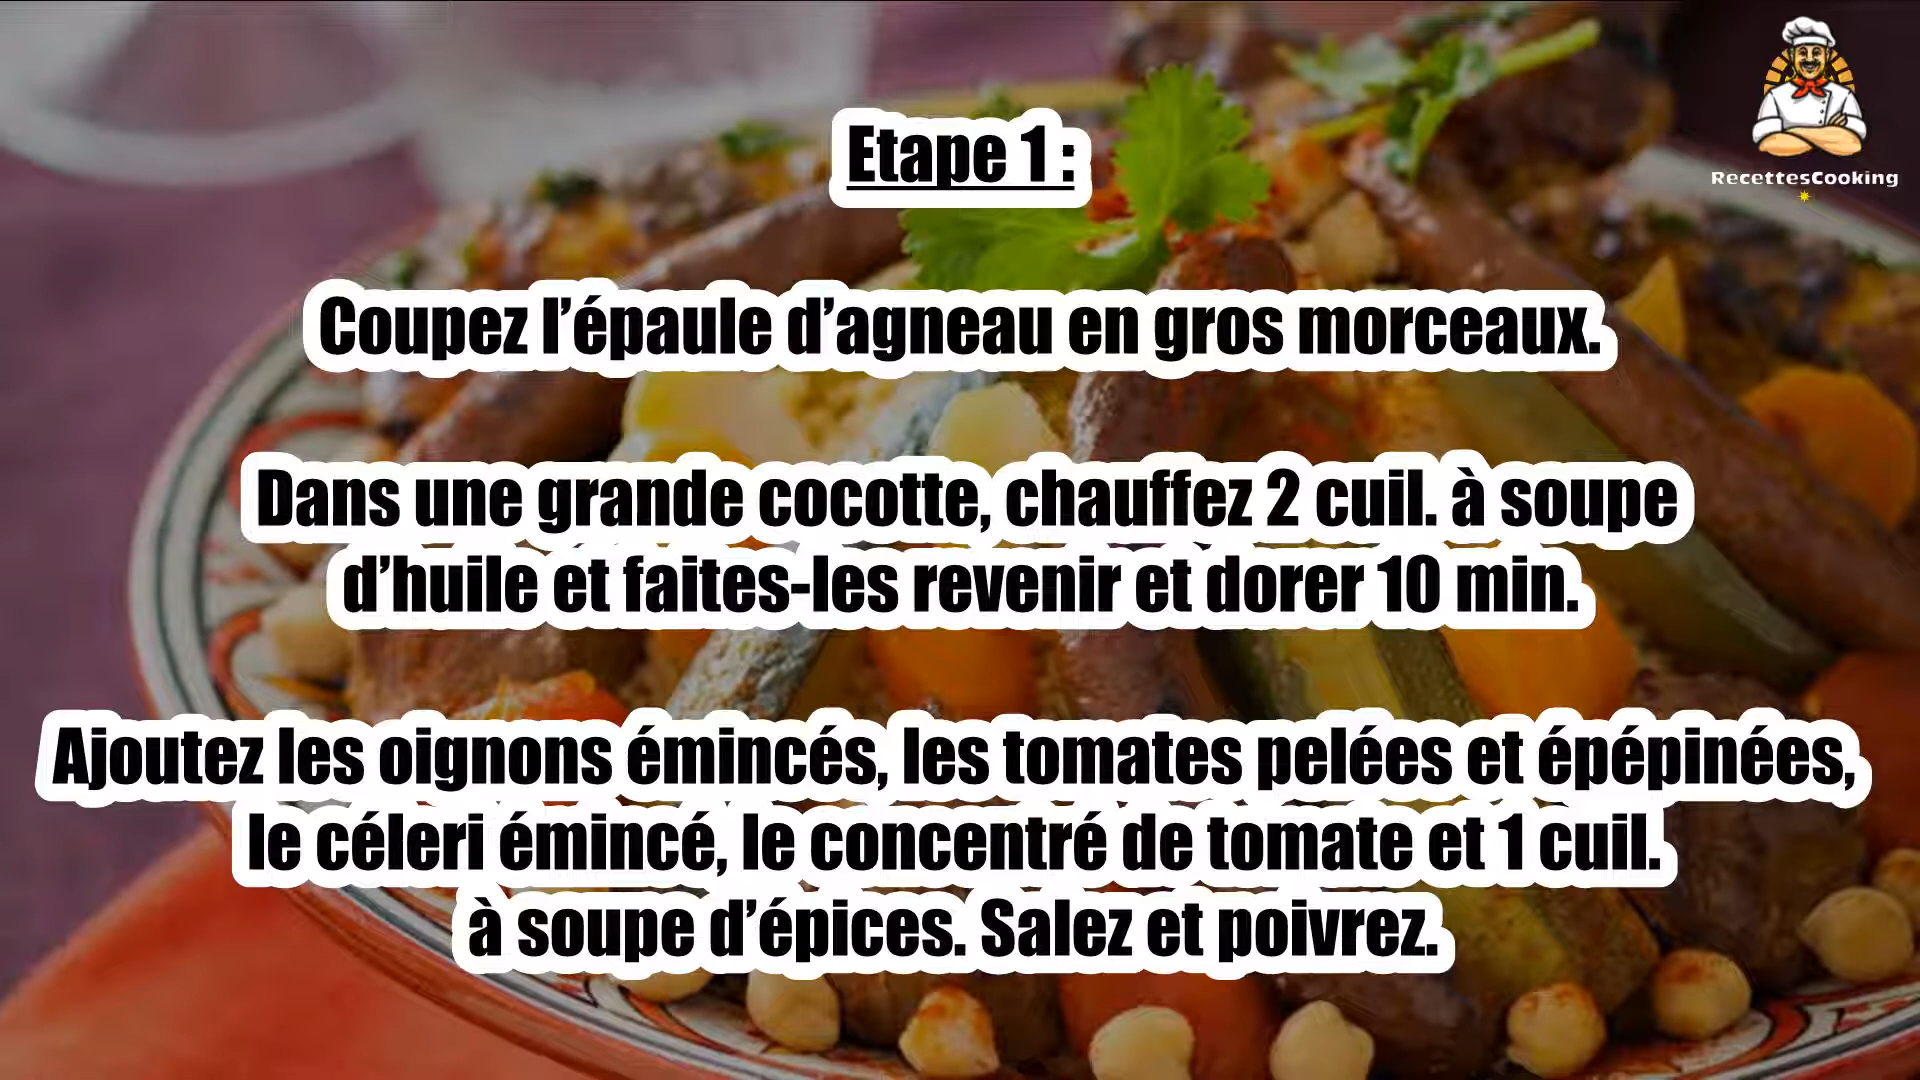 RecettesCooking
Etape 1 :
Coupez l’épaule d’agneau en gros morceaux.
Dans une grande cocotte, chauffez 2 cuil. à soupe
d’huile et faites-les revenir et dorer 10 min.
Ajoutez les oignons émincés, les tomates pelées et épépinées,
le céleri émincé, le concentré de tomate et 1 cuil.
à soupe d’épices. Salez et poivrez.